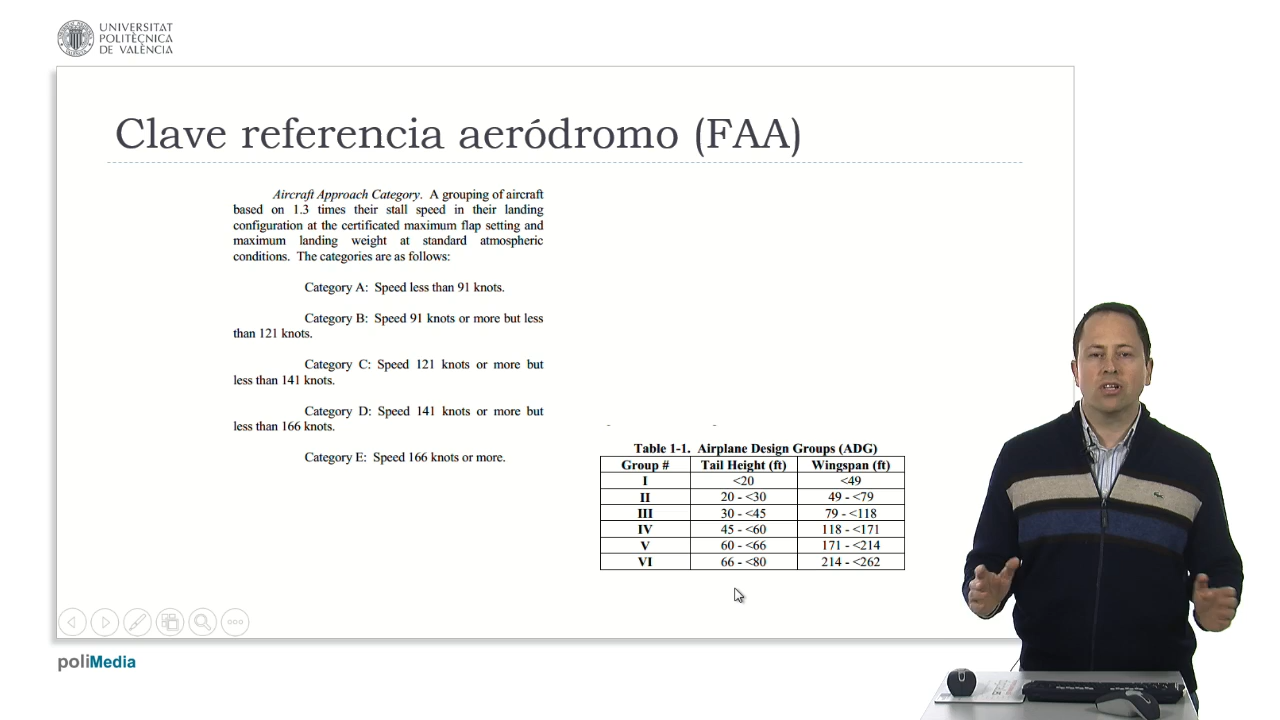 UNIVERSITAT
POLITÈCNICA
DE VALÈNCIA
Clave referencia aeródromo (FAA)
Aircraft Approach Category. A grouping of aircraft
based on 1.3 times their stall speed in their landing
configuration at the certificated maximum flap setting and
maximum landing weight at standard atmospheric
conditions. The categories are as follows:
Category A: Speed less than 91 knots.
Category B: Speed 91 knots or more but less
than 121 knots.
Category C: Speed 121 knots or more but
less than 141 knots.
Category D: Speed 141 knots or more but
less than 166 knots.
Category E: Speed 166 knots or more.
Table 1-1. Airplane Design Groups (ADG)
Group # Tail Height (ft) Wingspan (ft)
I <20 <49
II 20 - <30 49 - <79
III 30 - <45 79 - <118
IV 45 - <60 118 - <171
V 60 - <66 171 - <214
VI 66 - <80 214 - <262
poliMedia